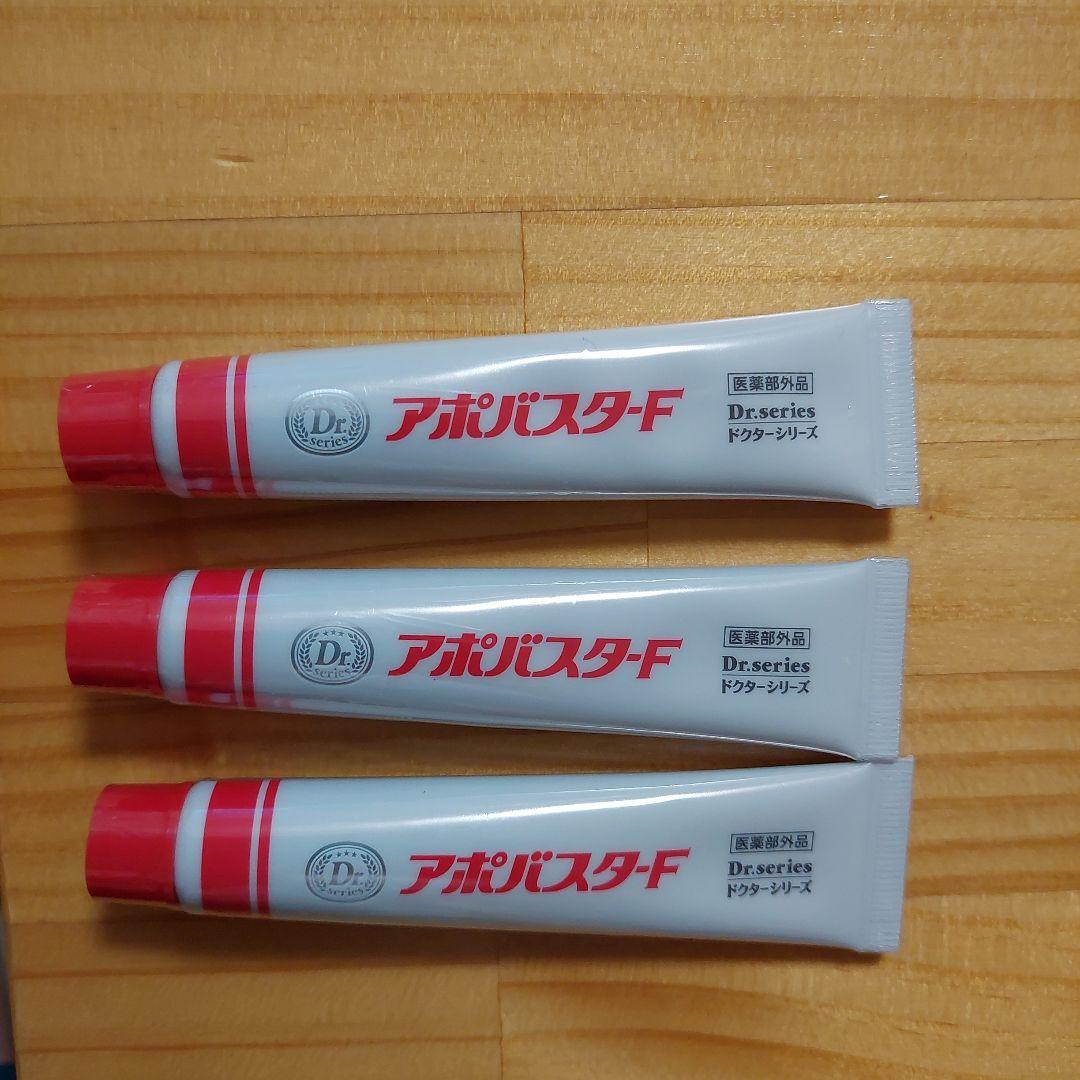 Dr.
series
アポバスターF
医薬部外品
Dr.series
ドクターシリーズ
Dr.
series
アポバスターF
医薬部外品
Dr.series
ドクターシリーズ
Dr.
series
アポバスターF
医薬部外品
Dr.series
ドクターシリーズ